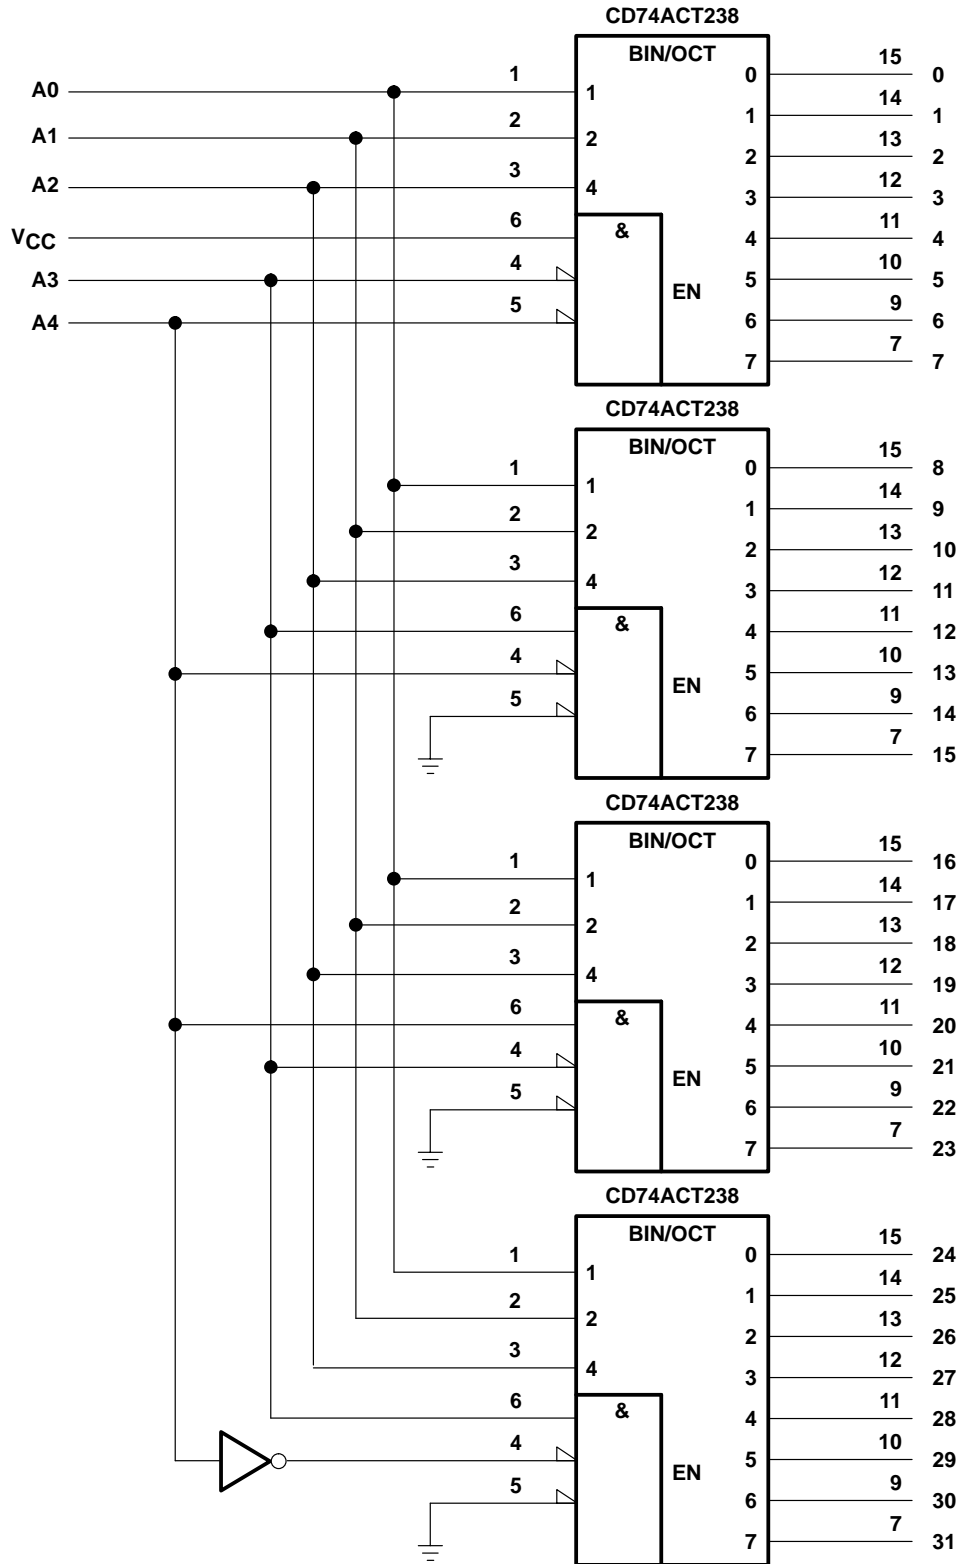 CD74ACT238
BIN/OCT
0 15 0
A0 1 1
1 14 1
A1 2 2
2 13 2
A2 3 4
3 12 3
VCC 6 &
4 11 4
A3 4
5 10 5
EN
A4 5
6 9 6
7 7 7
CD74ACT238
BIN/OCT
0 15 8
1 1
1 14 9
2 2
2 13 10
3 4
3 12 11
6 &
4 11 12
4
5 10 13
EN
5
6 9 14
7 7 15
CD74ACT238
BIN/OCT
0 15 16
1 1
1 14 17
2 2
2 13 18
3 4
3 12 19
6 &
4 11 20
4
5 10 21
EN
5
6 9 22
7 7 23
CD74ACT238
BIN/OCT
0 15 24
1 1
1 14 25
2 2
2 13 26
3 4
3 12 27
6 &
4 11 28
4
5 10 29
EN
5
6 9 30
7 7 31